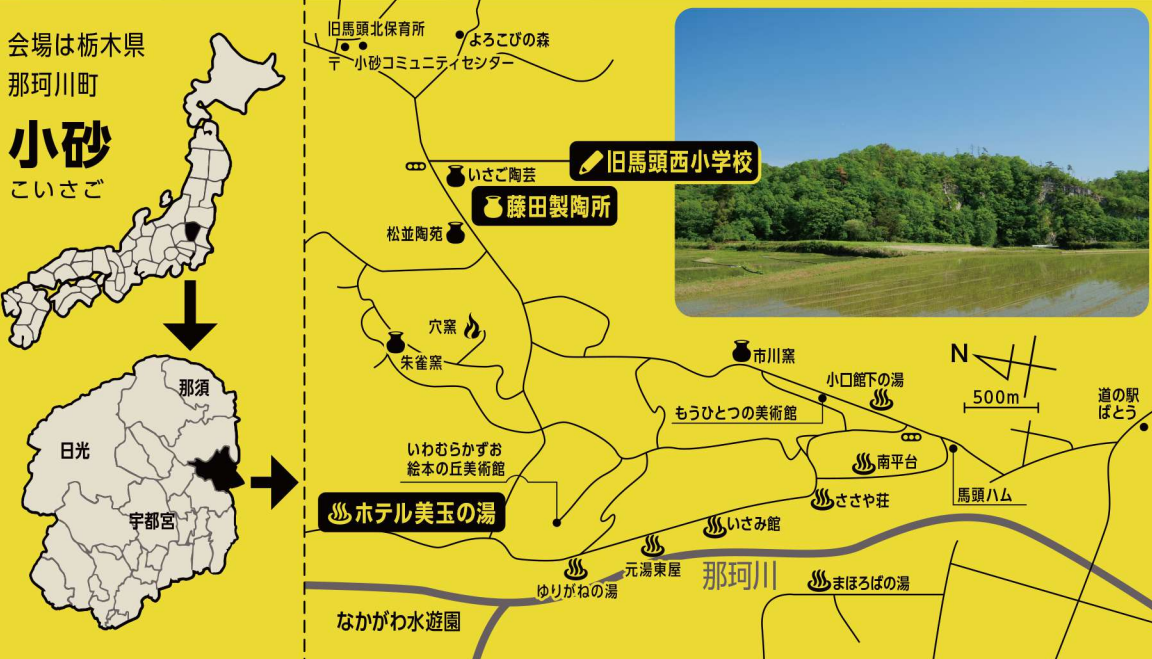 会場は栃木県
那珂川町
小砂
こいさご
那須
日光
宇都宮
旧馬頭北保育所
よろこびの森
〒 小砂コミュニティセンター
いさご陶芸
旧馬頭西小学校
藤田製陶所
松並陶苑
穴窯
朱雀窯
市川窯
N
500m
小口館下の湯
道の駅
ばとう
もうひとつの美術館
いわむらかずお
絵本の丘美術館
南平台
馬頭ハム
ささや荘
ホテル美玉の湯
いさみ館
元湯東屋
ゆりがねの湯
那珂川
まほろばの湯
なかがわ水遊園